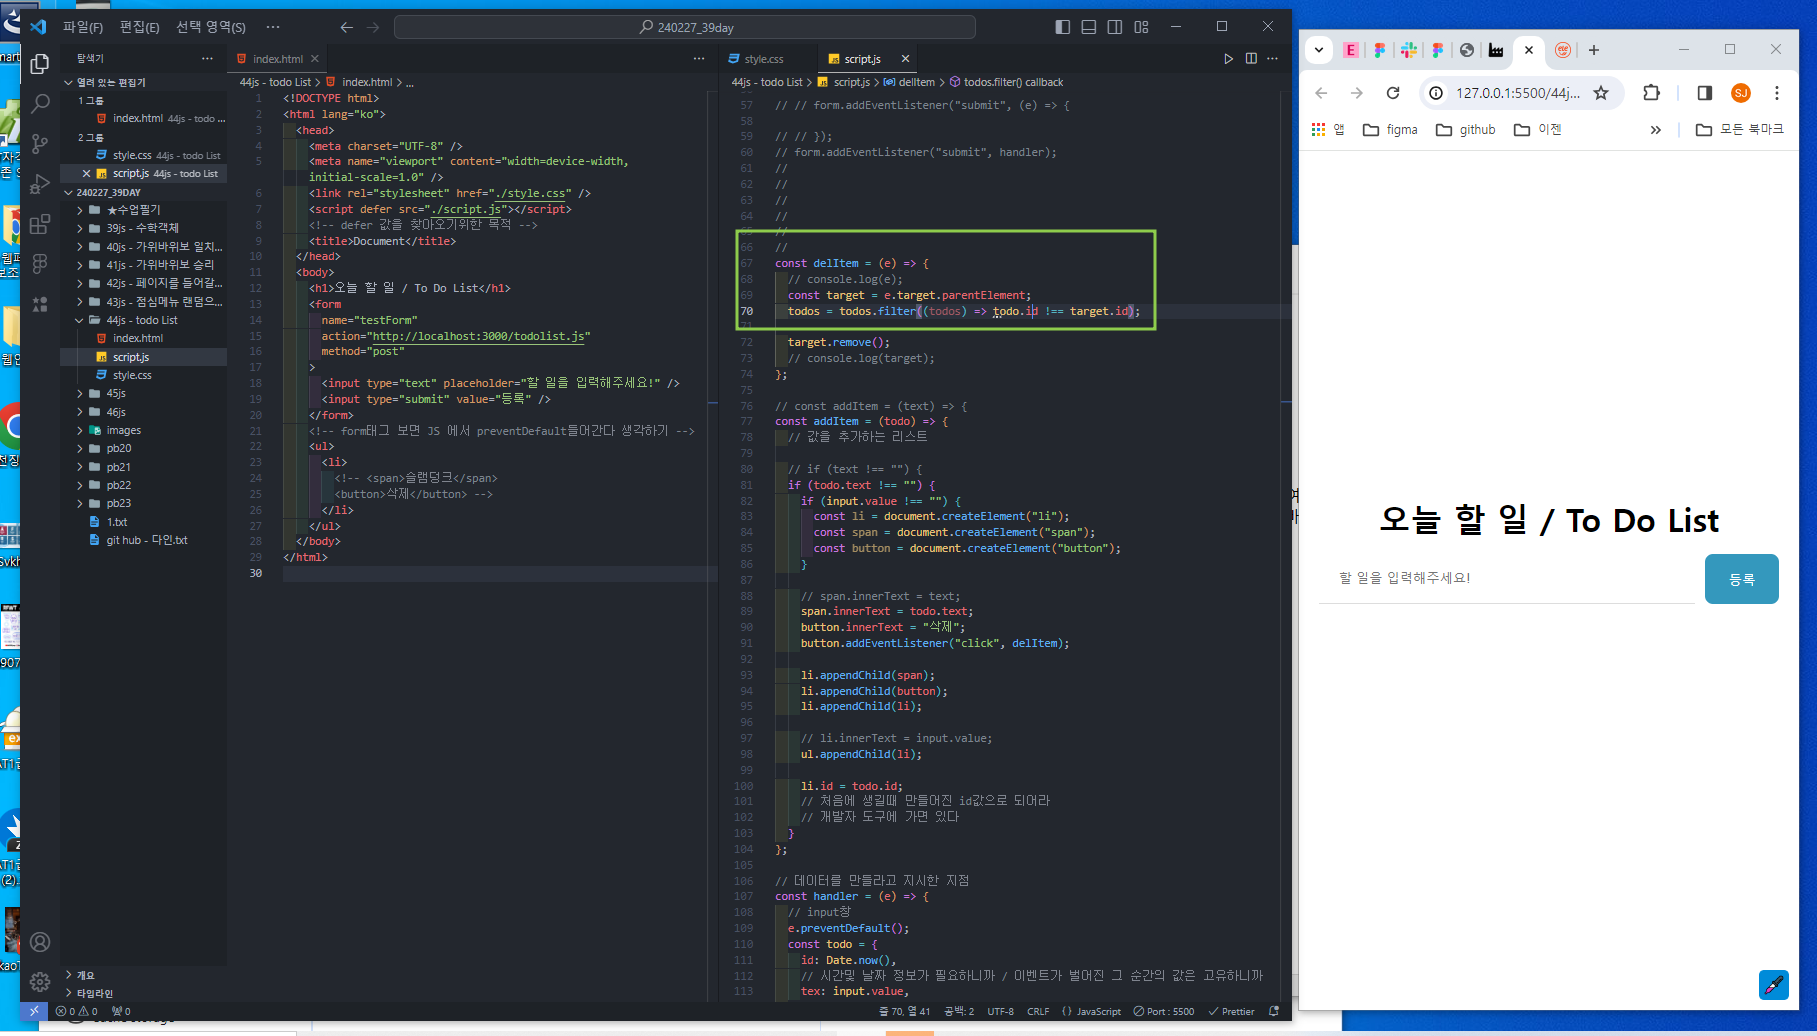 파일(F) 편집(E) 선택 영역(S) ···
240227_39day
탐색기
열려 있는 편집기
1 그룹
index.html 44js - todo ...
2 그룹
style.css 44js - todo List
script.js 44js - todo List
240227_39DAY
★수업필기
39js - 수학객체
40js - 가위바위보 일치...
41js - 가위바위보 승리
42js - 페이지를 들어갈...
43js - 점심메뉴 랜덤으...
44js - todo List
index.html
script.js
style.css
45js
46js
images
pb20
pb21
pb22
pb23
1.txt
git hub - 다인.txt
개요
타임라인
index.html
44js - todo List > index.html > ...
1 <!DOCTYPE html>
2 <html lang="ko">
3 <head>
4 <meta charset="UTF-8" />
5 <meta name="viewport" content="width=device-width,
initial-scale=1.0" />
6 <link rel="stylesheet" href="./style.css" />
7 <script defer src="./script.js"></script>
8 <!-- defer 값을 찾아오기위한 목적 -->
9 <title>Document</title>
10 </head>
11 <body>
12 <h1>오늘 할 일 / To Do List</h1>
13 <form
14 name="testForm"
15 action="http://localhost:3000/todolist.js"
16 method="post"
17 >
18 <input type="text" placeholder="할 일을 입력해주세요!" />
19 <input type="submit" value="등록" />
20 </form>
21 <!-- form태그 보면 JS 에서 preventDefault들어간다 생각하기 -->
22 <ul>
23 <li>
24 <!-- <span>슬램덩크</span>
25 <button>삭제</button> -->
26 </li>
27 </ul>
28 </body>
29 </html>
30
style.css
script.js
44js - todo List > script.js > delItem > todos.filter() callback
57 // // form.addEventListener("submit", (e) => {
58
59 // // });
60 // form.addEventListener("submit", handler);
61 //
62 //
63 //
64 //
65 //
66 //
67 const delItem = (e) => {
68 // console.log(e);
69 const target = e.target.parentElement;
70 todos = todos.filter((todos) => todo.id !== target.id);
71
72 target.remove();
73 // console.log(target);
74 };
75
76 // const addItem = (text) => {
77 const addItem = (todo) => {
78 // 값을 추가하는 리스트
79
80 // if (text !== "") {
81 if (todo.text !== "") {
82 if (input.value !== "") {
83 const li = document.createElement("li");
84 const span = document.createElement("span");
85 const button = document.createElement("button");
86 }
87
88 // span.innerText = text;
89 span.innerText = todo.text;
90 button.innerText = "삭제";
91 button.addEventListener("click", delItem);
92
93 li.appendChild(span);
94 li.appendChild(button);
95 li.appendChild(li);
96
97 // li.innerText = input.value;
98 ul.appendChild(li);
99
100 li.id = todo.id;
101 // 처음에 생길때 만들어진 id값으로 되어라
102 // 개발자 도구에 가면 있다
103 }
104 };
105
106 // 데이터를 만들라고 지시한 지점
107 const handler = (e) => {
108 // input창
109 e.preventDefault();
110 const todo = {
111 id: Date.now(),
112 // 시간및 날짜 정보가 필요하니까 / 이벤트가 벌어진 그 순간의 값은 고유하니까
113 tex: input.value,
0 0 0
줄 70, 열 41 공백: 2 UTF-8 CRLF {} JavaScript Port : 5500 Prettier
127.0.0.1:5500/44j...
SJ
앱 figma github 이젠 » 모든 북마크
오늘 할 일 / To Do List
할 일을 입력해주세요!
등록